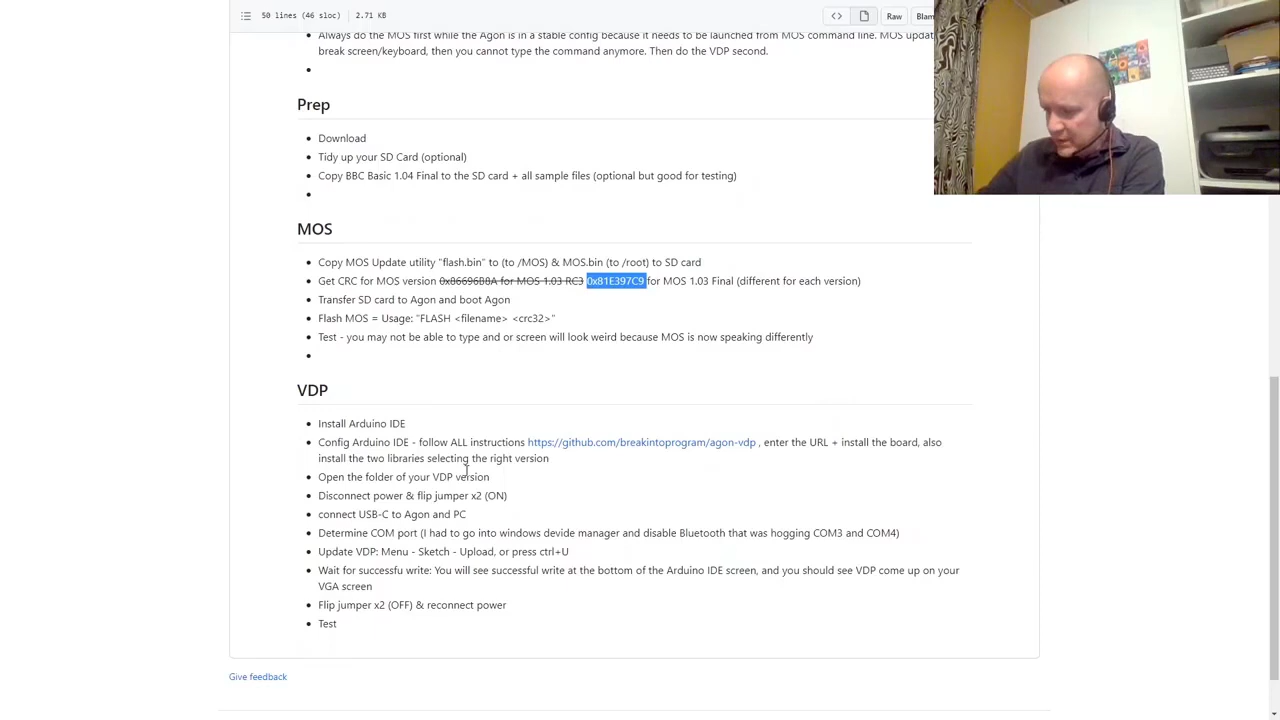 50 lines (46 sloc) 2.71 KB
Raw
Blam
Always do the MOS first while the Agon is in a stable config because it needs to be launched from MOS command line. MOS updat
break screen/keyboard, then you cannot type the command anymore. Then do the VDP second.
Prep
Download
Tidy up your SD Card (optional)
Copy BBC Basic 1.04 Final to the SD card + all sample files (optional but good for testing)
MOS
Copy MOS Update utility "flash.bin" to (to /MOS) & MOS.bin (to /root) to SD card
Get CRC for MOS version 0x86696B8A for MOS 1.03 RC3 0x81E397C9 for MOS 1.03 Final (different for each version)
Transfer SD card to Agon and boot Agon
Flash MOS = Usage: "FLASH <filename> <crc32>"
Test - you may not be able to type and or screen will look weird because MOS is now speaking differently
VDP
Install Arduino IDE
Config Arduino IDE - follow ALL instructions https://github.com/breakintoprogram/agon-vdp , enter the URL + install the board, also
install the two libraries selecting the right version
Open the folder of your VDP version
Disconnect power & flip jumper x2 (ON)
connect USB-C to Agon and PC
Determine COM port (I had to go into windows devide manager and disable Bluetooth that was hogging COM3 and COM4)
Update VDP: Menu - Sketch - Upload, or press ctrl+U
Wait for successfu write: You will see successful write at the bottom of the Arduino IDE screen, and you should see VDP come up on your
VGA screen
Flip jumper x2 (OFF) & reconnect power
Test
Give feedback